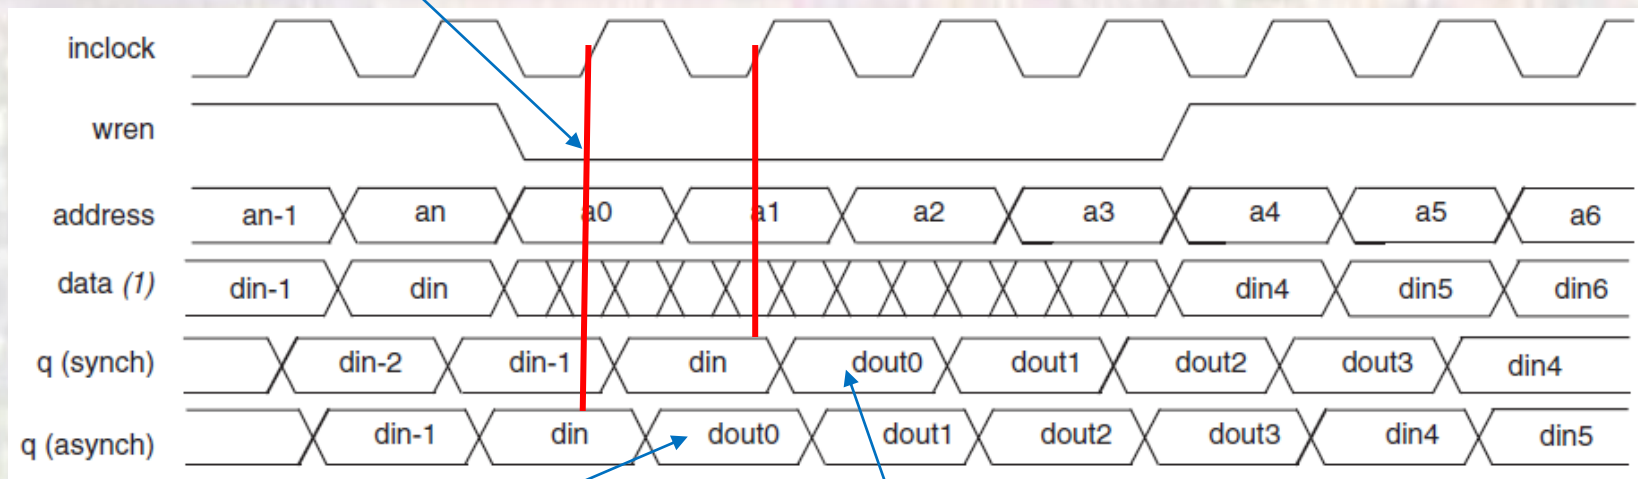 inclock
wren
address an-1 an a0 a1 a2 a3 a4 a5 a6
data (1) din-1 din din4 din5 din6
q (synch) din-2 din-1 din dout0 dout1 dout2 dout3 din4
q (asynch) din-1 din dout0 dout1 dout2 dout3 din4 din5